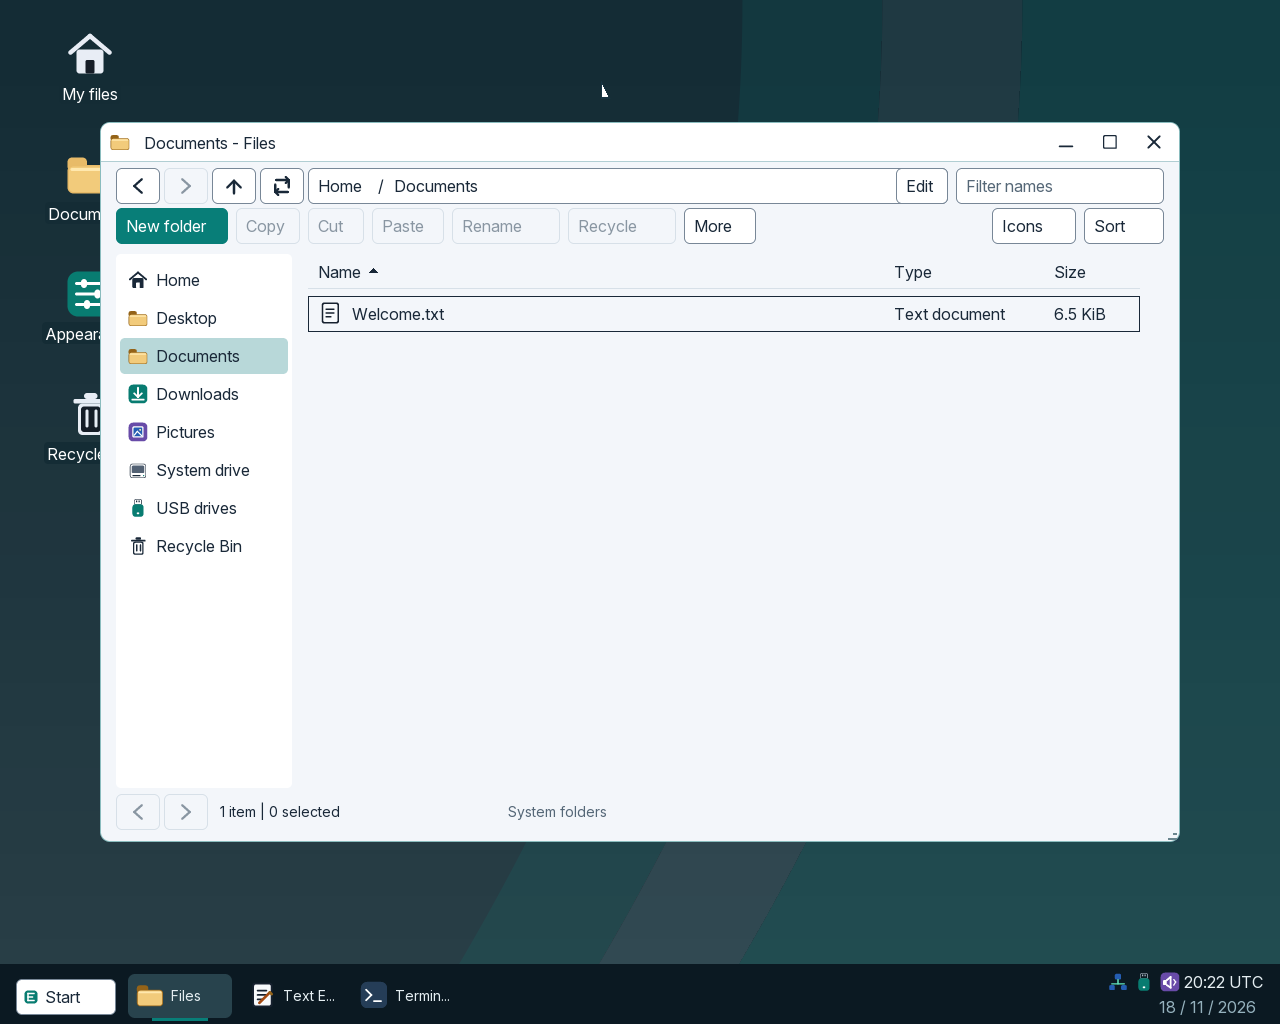 My files
Documents - Files
Home / Documents
Edit
Filter names
New folder
Copy
Cut
Paste
Rename
Recycle
More
Icons
Sort
Name
Type
Size
Welcome.txt
Text document
6.5 KiB
Home
Desktop
Documents
Downloads
Pictures
System drive
USB drives
Recycle Bin
Docum
Appeara
Recycle
1 item | 0 selected
System folders
Start
Files
Text E...
Termin...
20:22 UTC
18 / 11 / 2026